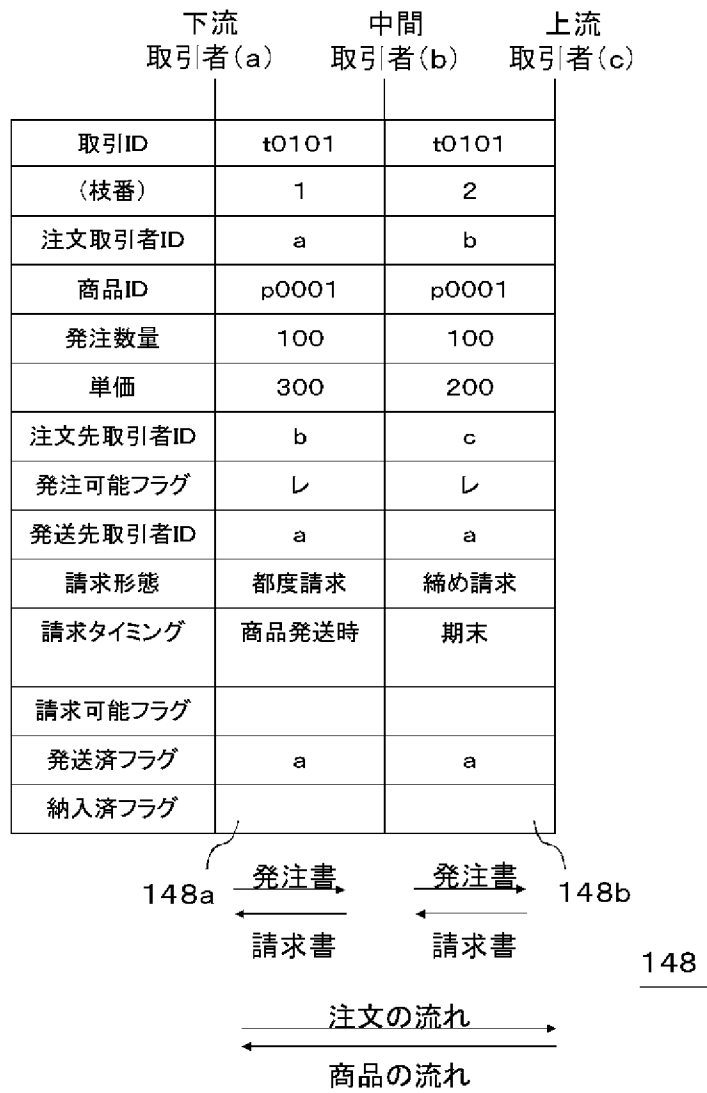 下流 中間 上流
取引者(a) 取引者(b) 取引者(c)
取引ID t0101 t0101
(枝番) 1 2
注文取引者ID a b
商品ID p0001 p0001
発注数量 100 100
単価 300 200
注文先取引者ID b c
発注可能フラグ レ レ
発送先取引者ID a a
請求形態 都度請求 締め請求
請求タイミング 商品発送時 期末
請求可能フラグ
発送済フラグ a a
納入済フラグ
148a 発注書 発注書 148b
請求書 請求書
148
注文の流れ
商品の流れ